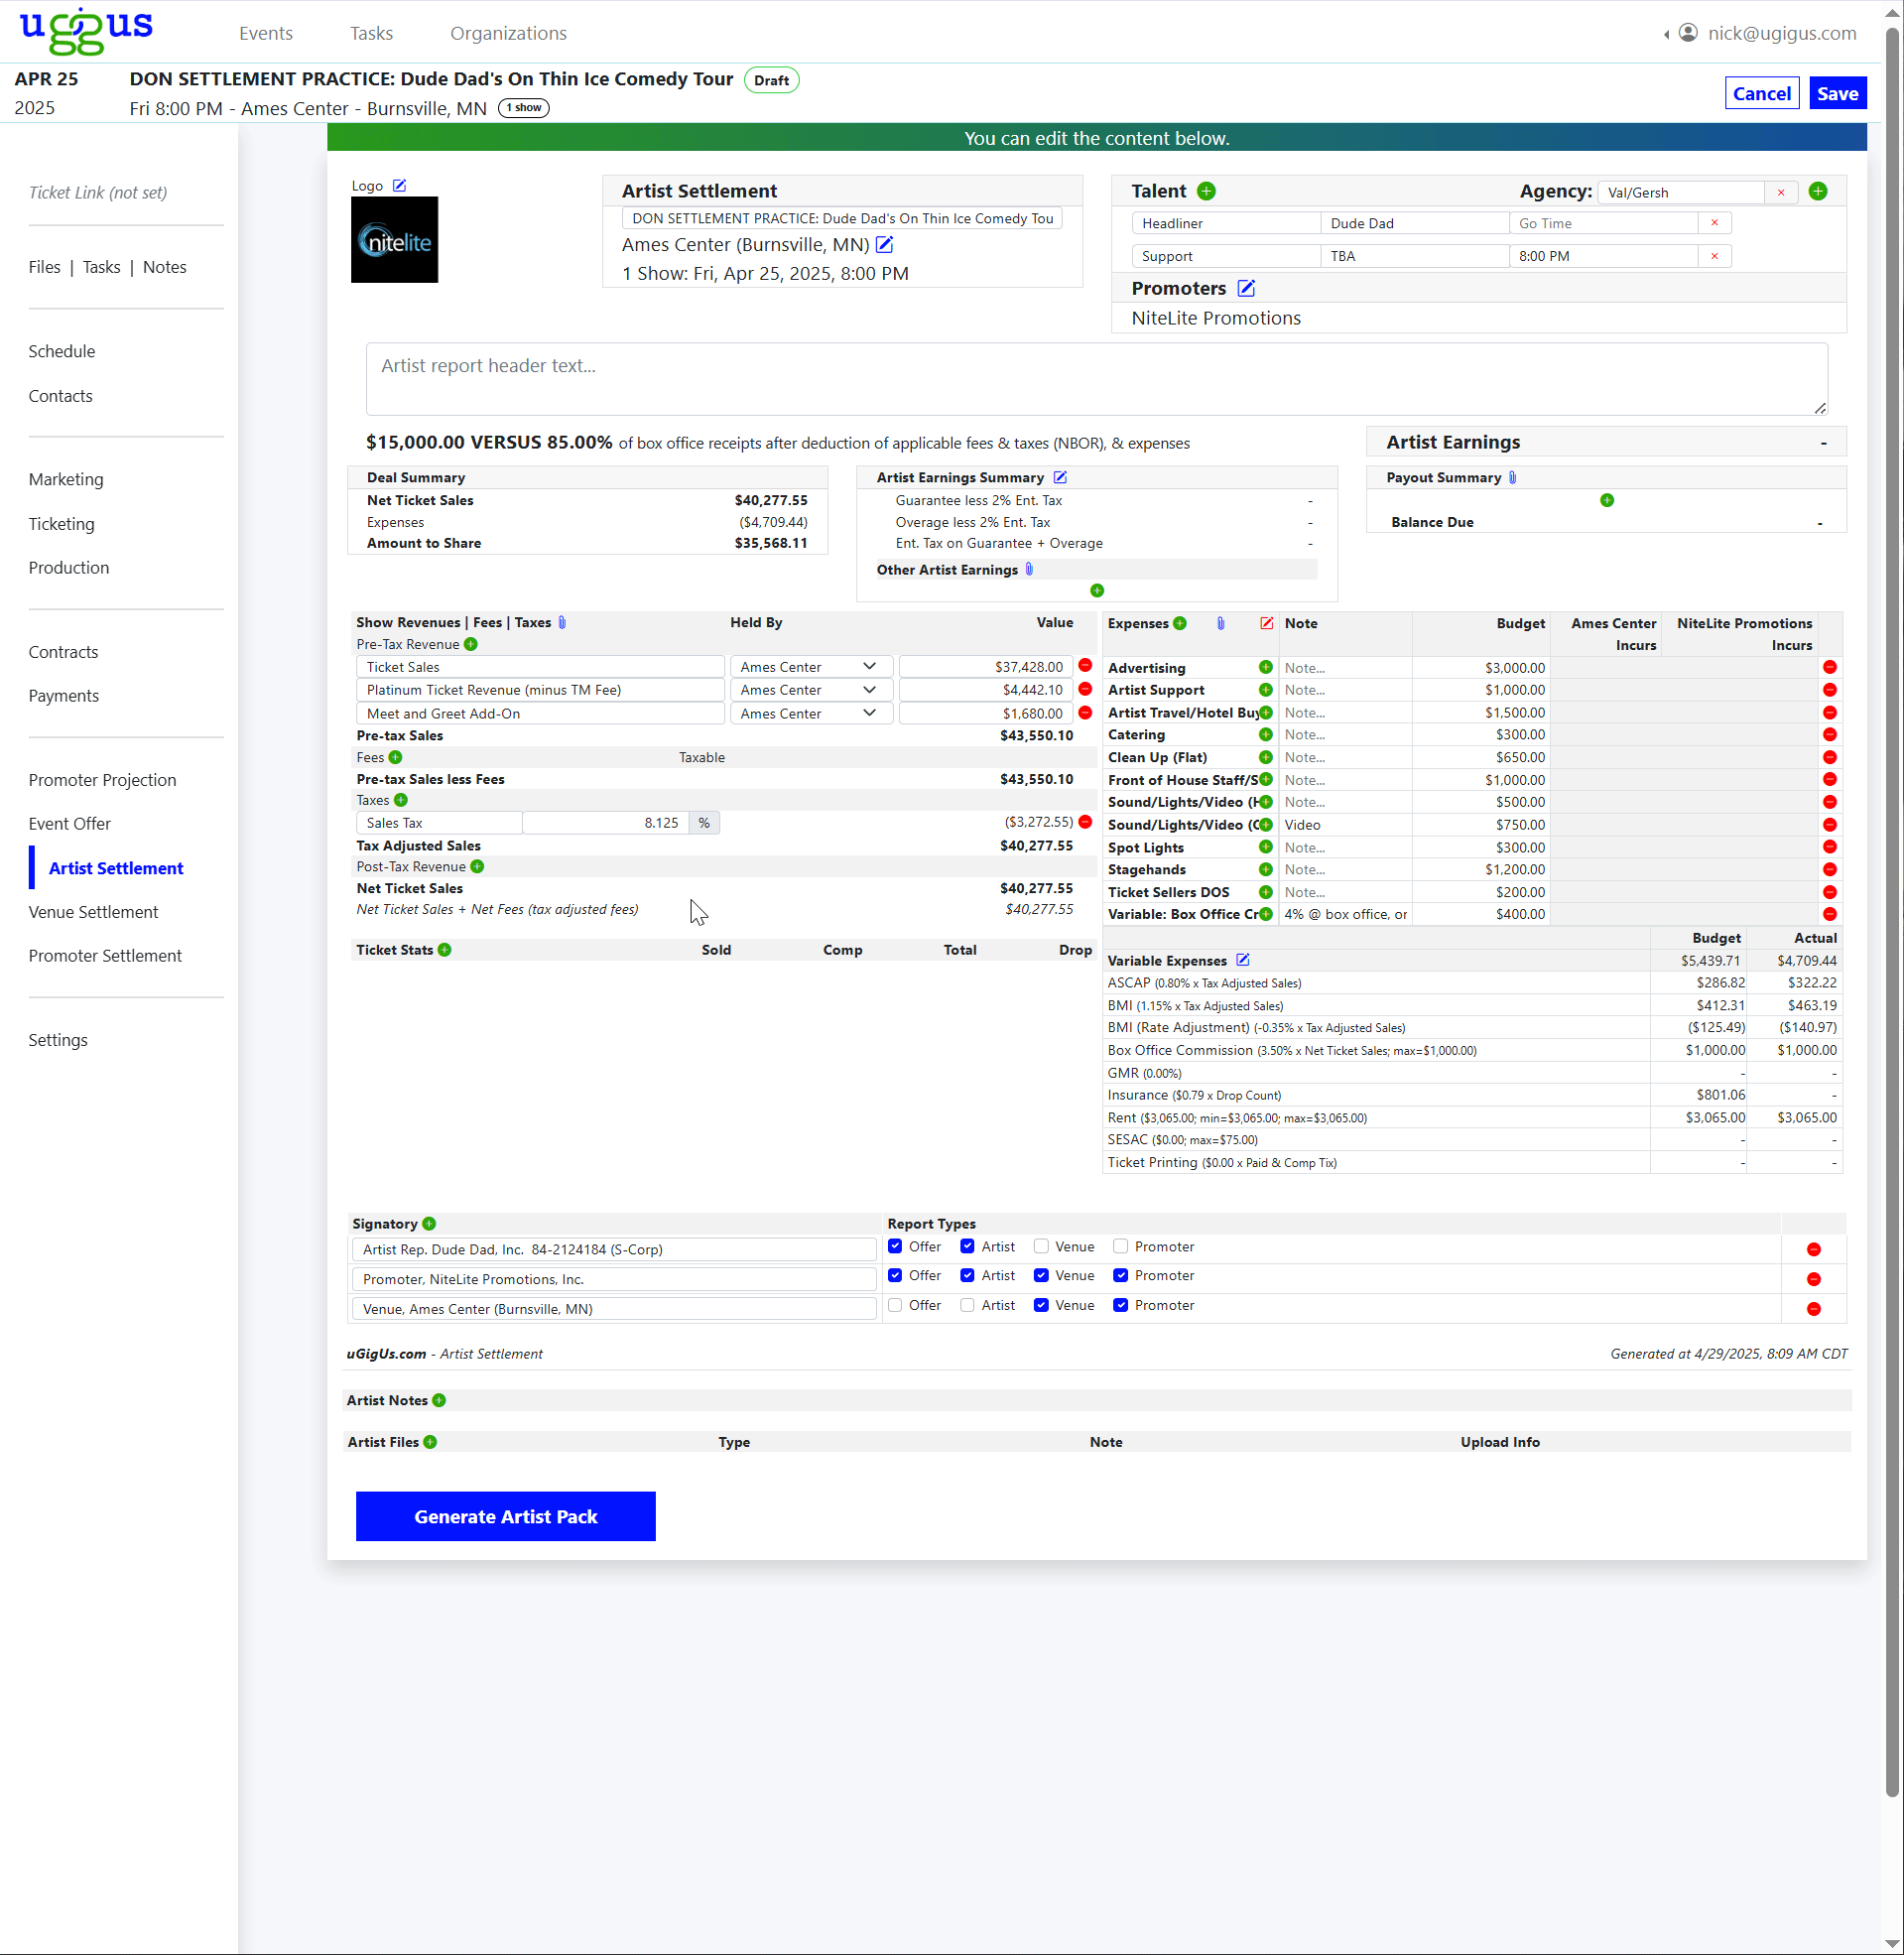 uggus
Events Tasks Organizations nick@ugigus.com
APR 25 DON SETTLEMENT PRACTICE: Dude Dad's On Thin Ice Comedy Tour Draft
2025 Fri 8:00 PM - Ames Center - Burnsville, MN 1 show
Cancel Save
You can edit the content below.
Ticket Link (not set)
Files | Tasks | Notes
Schedule
Contacts
Marketing
Ticketing
Production
Contracts
Payments
Promoter Projection
Event Offer
Artist Settlement
Venue Settlement
Promoter Settlement
Settings
Logo
nitelite
Artist Settlement
DON SETTLEMENT PRACTICE: Dude Dad's On Thin Ice Comedy Tou
Ames Center (Burnsville, MN)
1 Show: Fri, Apr 25, 2025, 8:00 PM
Talent Agency: Val/Gersh ×
Headliner Dude Dad Go Time ×
Support TBA 8:00 PM ×
Promoters
NiteLite Promotions
Artist report header text...
$15,000.00 VERSUS 85.00% of box office receipts after deduction of applicable fees & taxes (NBOR), & expenses
Artist Earnings -
Deal Summary
Net Ticket Sales $40,277.55
Expenses ($4,709.44)
Amount to Share $35,568.11
Artist Earnings Summary
Guarantee less 2% Ent. Tax -
Overage less 2% Ent. Tax -
Ent. Tax on Guarantee + Overage -
Other Artist Earnings
Payout Summary
Balance Due -
Show Revenues | Fees | Taxes Held By Value
Pre-Tax Revenue
Ticket Sales Ames Center $37,428.00
Platinum Ticket Revenue (minus TM Fee) Ames Center $4,442.10
Meet and Greet Add-On Ames Center $1,680.00
Pre-tax Sales $43,550.10
Fees Taxable
Pre-tax Sales less Fees $43,550.10
Taxes
Sales Tax 8.125 % ($3,272.55)
Tax Adjusted Sales $40,277.55
Post-Tax Revenue
Net Ticket Sales $40,277.55
Net Ticket Sales + Net Fees (tax adjusted fees) $40,277.55
Ticket Stats Sold Comp Total Drop
Expenses Note Budget Ames Center Incurs NiteLite Promotions Incurs
Advertising Note... $3,000.00
Artist Support Note... $1,000.00
Artist Travel/Hotel Buy Note... $1,500.00
Catering Note... $300.00
Clean Up (Flat) Note... $650.00
Front of House Staff/S Note... $1,000.00
Sound/Lights/Video (H Note... $500.00
Sound/Lights/Video (C Video $750.00
Spot Lights Note... $300.00
Stagehands Note... $1,200.00
Ticket Sellers DOS Note... $200.00
Variable: Box Office Cr 4% @ box office, or $400.00
Budget Actual
Variable Expenses $5,439.71 $4,709.44
ASCAP (0.80% x Tax Adjusted Sales) $286.82 $322.22
BMI (1.15% x Tax Adjusted Sales) $412.31 $463.19
BMI (Rate Adjustment) (-0.35% x Tax Adjusted Sales) ($125.49) ($140.97)
Box Office Commission (3.50% x Net Ticket Sales; max=$1,000.00) $1,000.00 $1,000.00
GMR (0.00%) - -
Insurance ($0.79 x Drop Count) $801.06 -
Rent ($3,065.00; min=$3,065.00; max=$3,065.00) $3,065.00 $3,065.00
SESAC ($0.00; max=$75.00) - -
Ticket Printing ($0.00 x Paid & Comp Tix) - -
Signatory Report Types
Artist Rep. Dude Dad, Inc. 84-2124184 (S-Corp) Offer Artist Venue Promoter
Promoter, NiteLite Promotions, Inc. Offer Artist Venue Promoter
Venue, Ames Center (Burnsville, MN) Offer Artist Venue Promoter
uGigUs.com - Artist Settlement Generated at 4/29/2025, 8:09 AM CDT
Artist Notes
Artist Files Type Note Upload Info
Generate Artist Pack